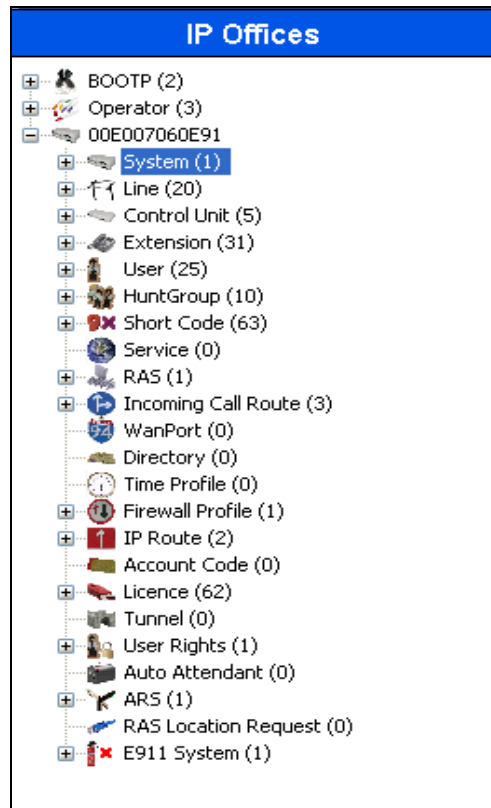 IP Offices
BOOTP (2)
Operator (3)
00E007060E91
System (1)
Line (20)
Control Unit (5)
Extension (31)
User (25)
HuntGroup (10)
Short Code (63)
Service (0)
RAS (1)
Incoming Call Route (3)
WanPort (0)
Directory (0)
Time Profile (0)
Firewall Profile (1)
IP Route (2)
Account Code (0)
Licence (62)
Tunnel (0)
User Rights (1)
Auto Attendant (0)
ARS (1)
RAS Location Request (0)
E911 System (1)